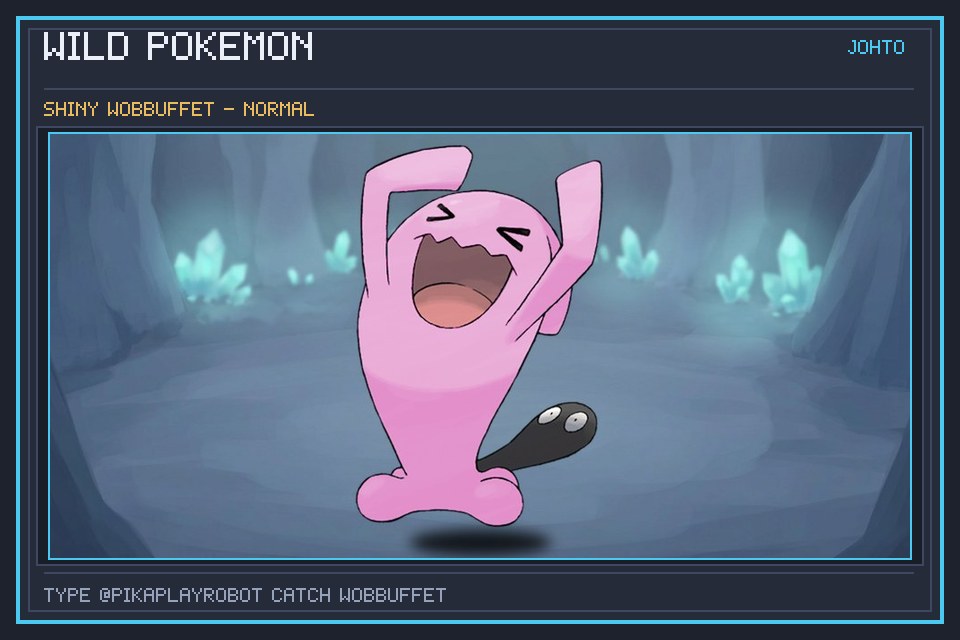 WILD POKEMON
JOHTO
SHINY WOBBUFFET - NORMAL
TYPE @PIKAPLAYROBOT CATCH WOBBUFFET